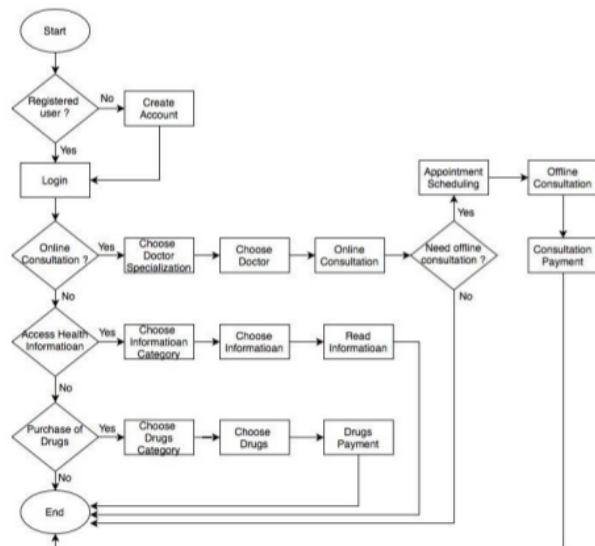 Start
Registered
user ?
No
Create
Account
Yes
Login
Appointment
Scheduling
Offline
Consultation
Yes
Online
Consultation ?
Yes
Choose
Doctor
Specialization
Choose
Doctor
Online
Consultation
Need offline
consultation ?
Consultation
Payment
No
No
Access Health
Informatioan
Yes
Choose
Informatioan
Category
Choose
Informatioan
Read
Informatioan
No
Purchase of
Drugs
Yes
Choose
Drugs
Category
Choose
Drugs
Drugs
Payment
No
End